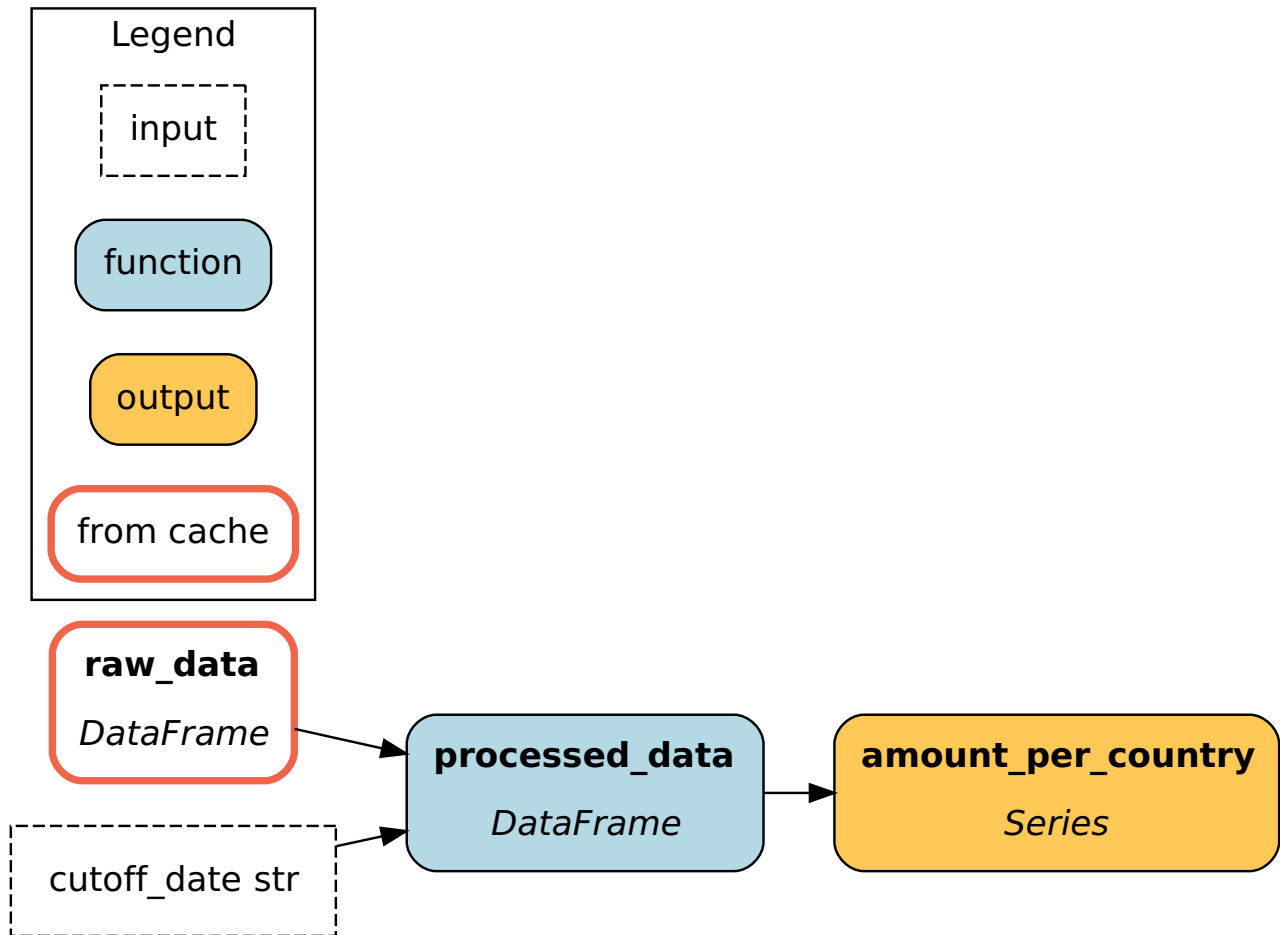 Legend
input
function
output
from cache
raw_data
DataFrame
cutoff_date str
processed_data
DataFrame
amount_per_country
Series